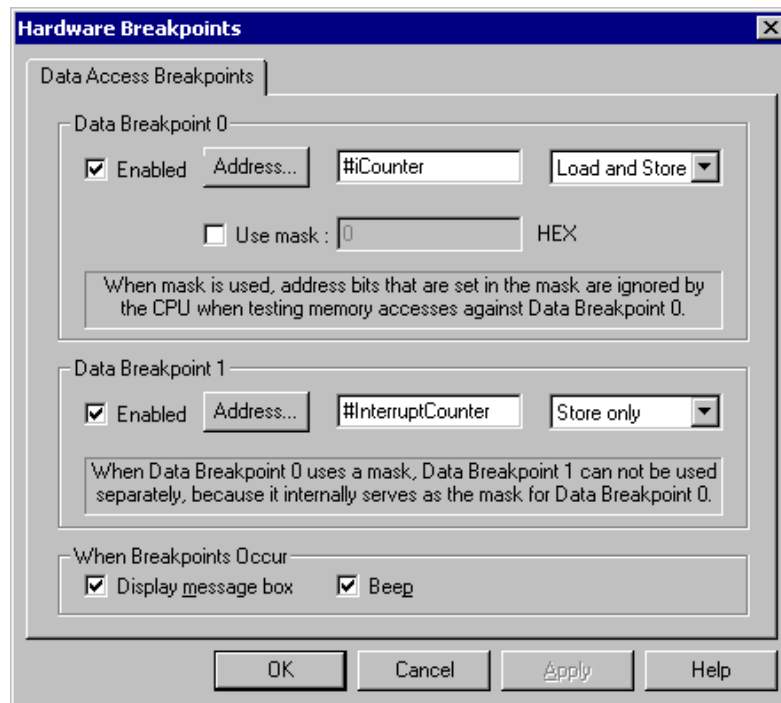 Hardware Breakpoints
Data Access Breakpoints
Data Breakpoint 0
Enabled Address... #iCounter Load and Store
Use mask : 0 HEX
When mask is used, address bits that are set in the mask are ignored by
the CPU when testing memory accesses against Data Breakpoint 0.
Data Breakpoint 1
Enabled Address... #InterruptCounter Store only
When Data Breakpoint 0 uses a mask, Data Breakpoint 1 can not be used
separately, because it internally serves as the mask for Data Breakpoint 0.
When Breakpoints Occur
Display message box Beep
OK Cancel Apply Help